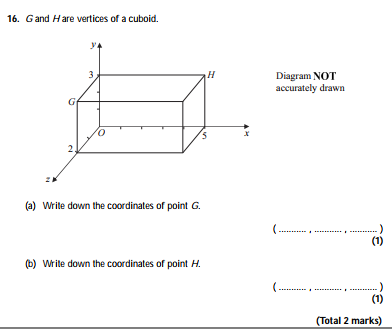 16. G and H are vertices of a cuboid.
y
3
H
Diagram NOT
accurately drawn
G
O
5
x
2
z
(a) Write down the coordinates of point G.
( ............ , ............ , ............ )
(1)
(b) Write down the coordinates of point H.
( ............ , ............ , ............ )
(1)
(Total 2 marks)